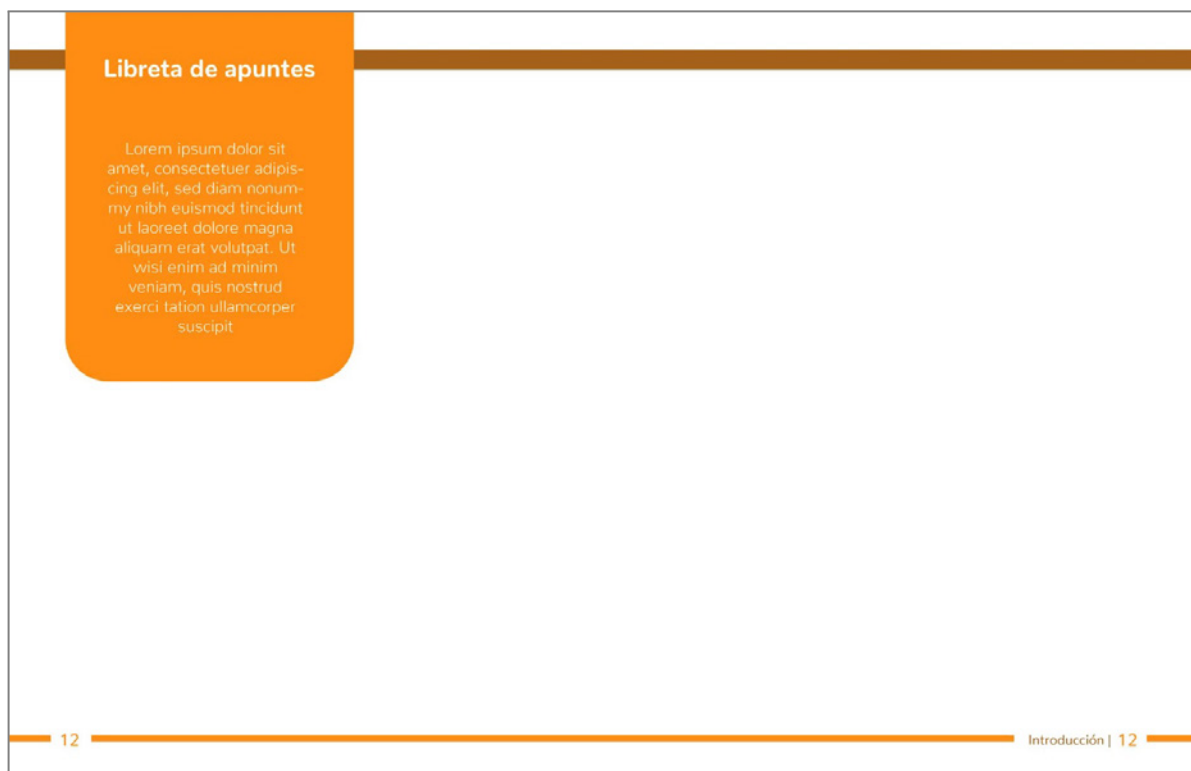 Libreta de apuntes
Lorem ipsum dolor sit
amet, consectetuer adipis-
cing elit, sed diam nonum-
my nibh euismod tincidunt
ut laoreet dolore magna
aliquam erat volutpat. Ut
wisi enim ad minim
veniam, quis nostrud
exerci tation ullamcorper
suscipit
12
Introducción | 12